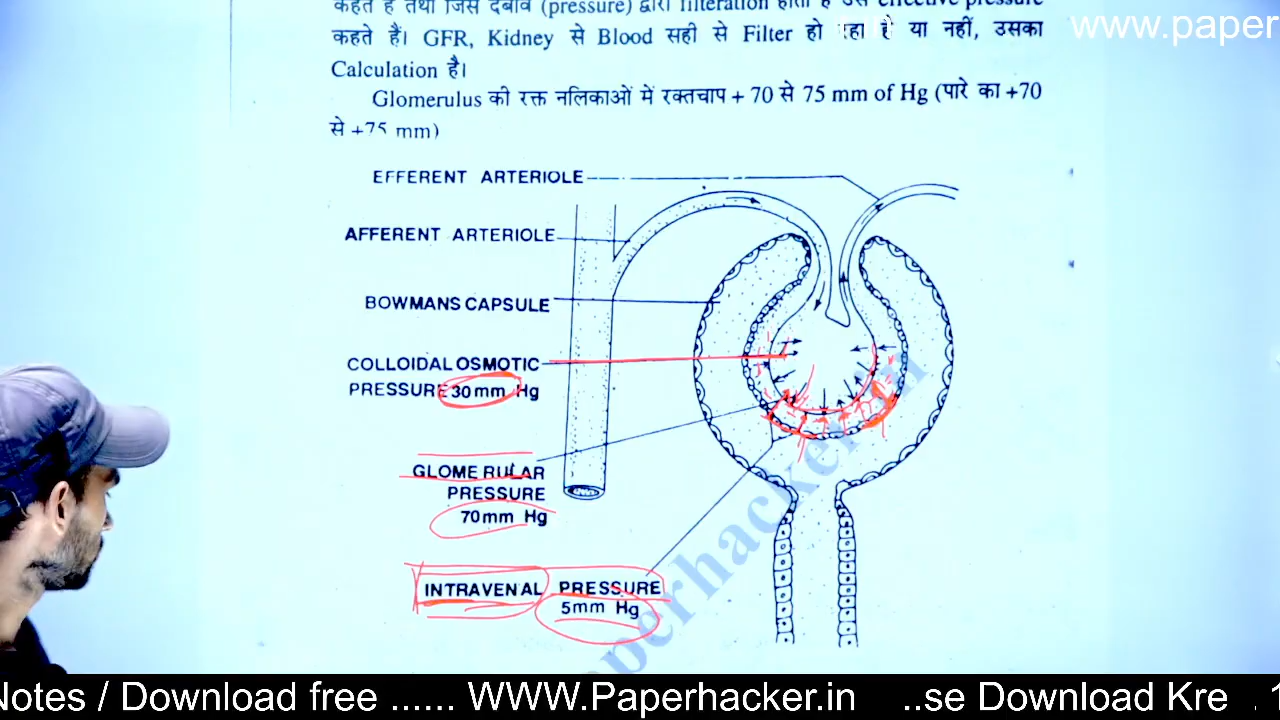 कहते हैं तथा जिस दबाव (pressure) द्वारा filteration होता है उसे effective pressure
कहते हैं। GFR, Kidney से Blood सही से Filter हो रहा है या नहीं, उसका
Calculation है।
www.paper
Glomerulus की रक्त नलिकाओं में रक्तचाप + 70 से 75 mm of Hg (पारे का +70
से +75 mm)
EFFERENT ARTERIOLE
AFFERENT ARTERIOLE
BOWMANS CAPSULE
COLLOIDAL OSMOTIC
PRESSURE 30mm Hg
GLOMERULAR
PRESSURE
70mm Hg
INTRAVENAL PRESSURE
5mm Hg
perhacker.in
Notes / Download free ...... WWW.Paperhacker.in ..se Download Kre